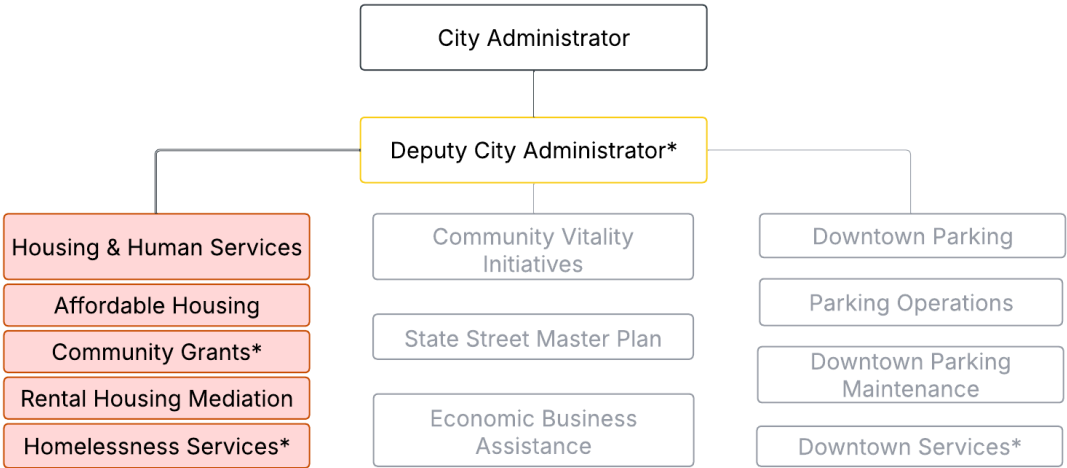 City Administrator
Deputy City Administrator*
Housing & Human Services
Affordable Housing
Community Grants*
Rental Housing Mediation
Homelessness Services*
Community Vitality
Initiatives
State Street Master Plan
Economic Business
Assistance
Downtown Parking
Parking Operations
Downtown Parking
Maintenance
Downtown Services*